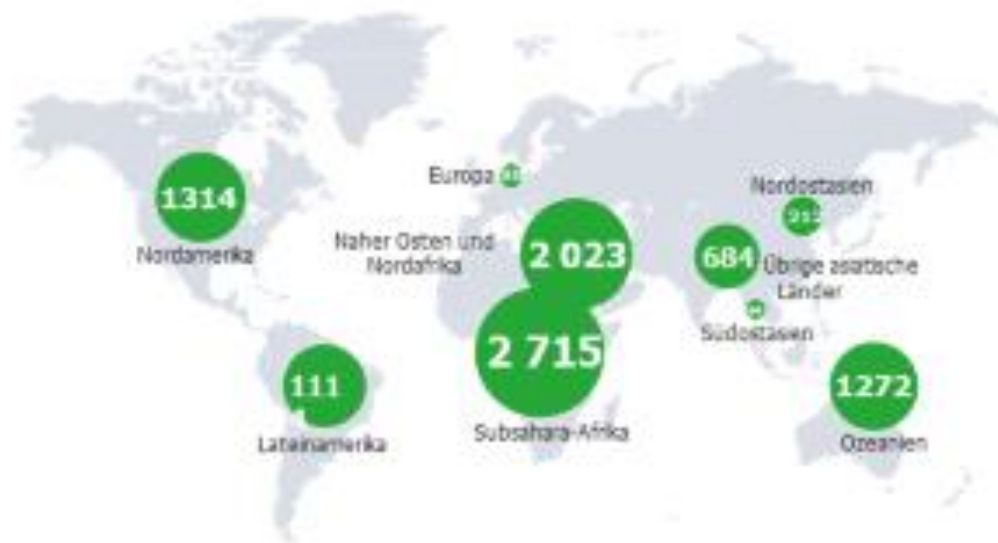 1314
Nordamerika
Europa
Naher Osten und
Nordafrika
2 023
Nordostasien
684
Übrige asiatische
Länder
Südostasien
2 715
Subsahara-Afrika
111
Lateinamerika
1272
Ozeanien